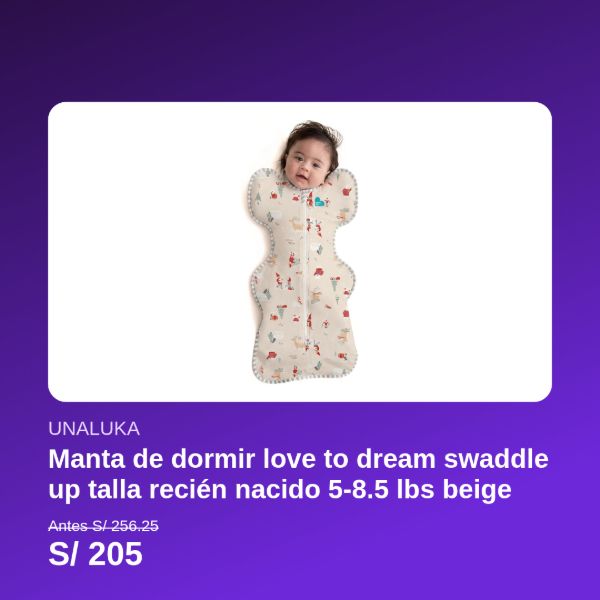 UNALUKA
Manta de dormir love to dream swaddle
up talla recién nacido 5-8.5 lbs beige
Antes S/ 256.25
S/ 205